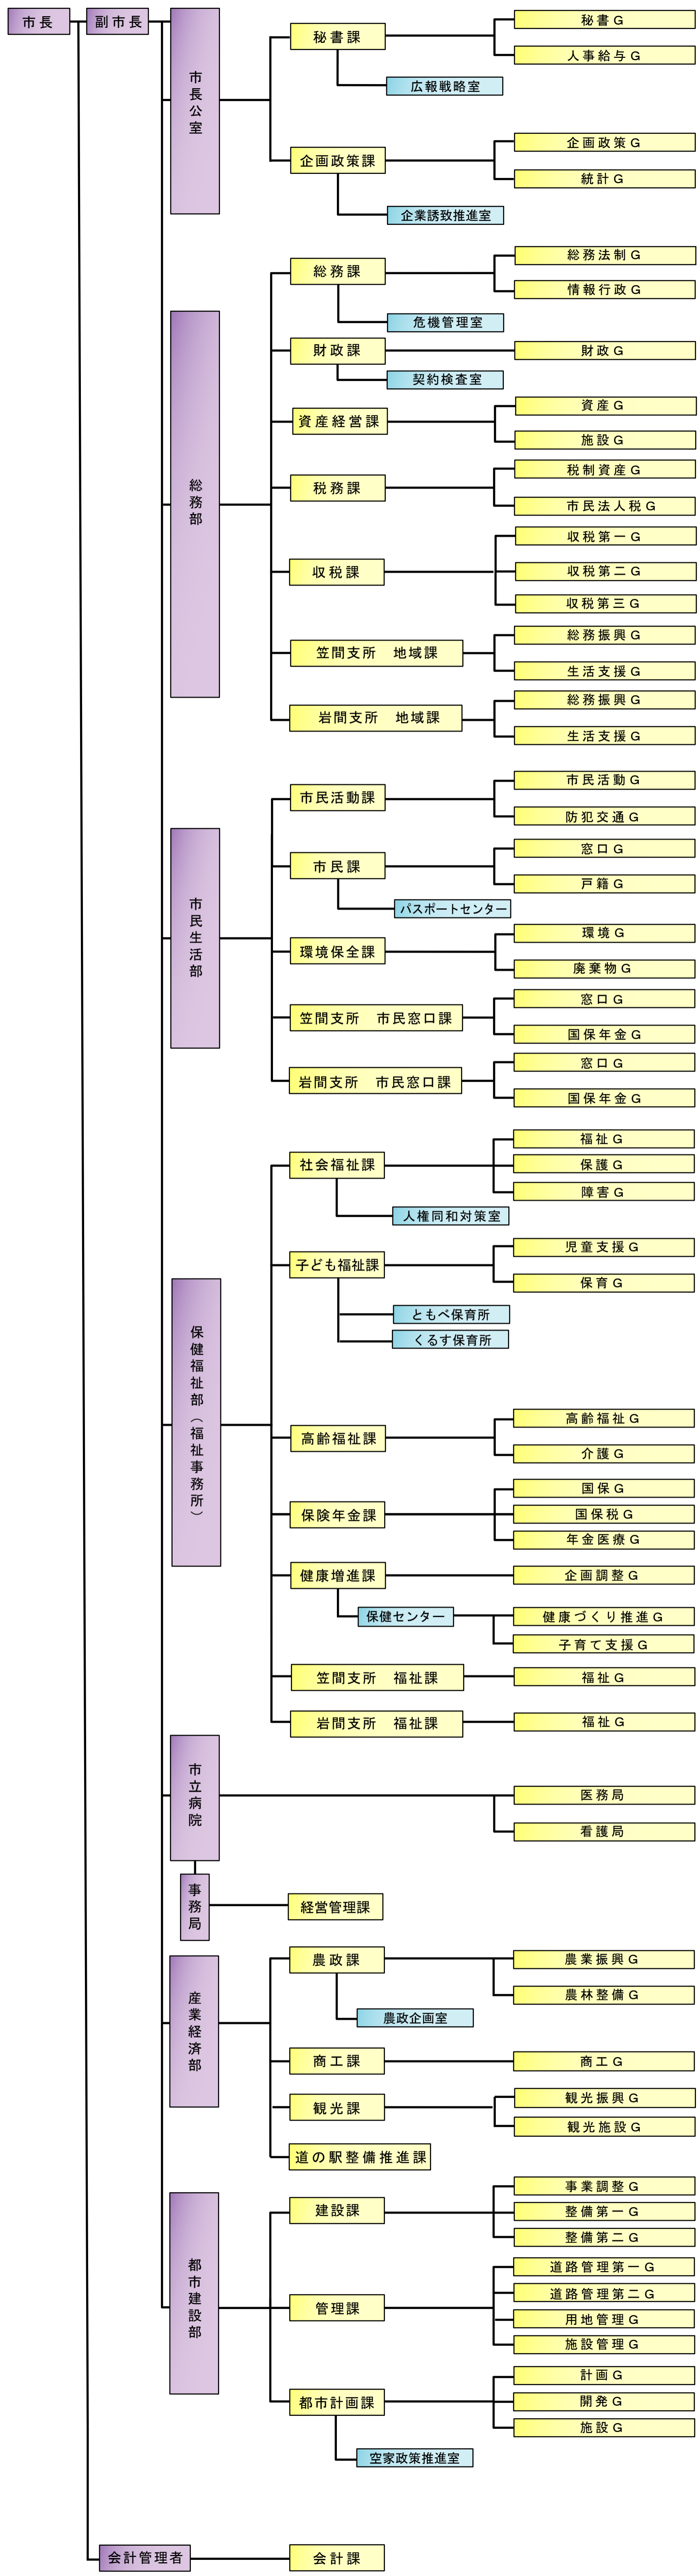 市長
副市長
市長公室
秘書課
秘書G
人事給与G
広報戦略室
企画政策課
企画政策G
統計G
企業誘致推進室
総務部
総務課
総務法制G
情報行政G
危機管理室
財政課
財政G
契約検査室
資産経営課
資産G
施設G
税務課
税制資産G
市民法人税G
収税課
収税第一G
収税第二G
収税第三G
笠間支所　地域課
総務振興G
生活支援G
岩間支所　地域課
総務振興G
生活支援G
市民生活部
市民活動課
市民活動G
防犯交通G
市民課
窓口G
戸籍G
パスポートセンター
環境保全課
環境G
廃棄物G
笠間支所　市民窓口課
窓口G
国保年金G
岩間支所　市民窓口課
窓口G
国保年金G
保健福祉部（福祉事務所）
社会福祉課
福祉G
保護G
障害G
人権同和対策室
子ども福祉課
児童支援G
保育G
ともべ保育所
くるす保育所
高齢福祉課
高齢福祉G
介護G
保険年金課
国保G
国保税G
年金医療G
健康増進課
企画調整G
保健センター
健康づくり推進G
子育て支援G
笠間支所　福祉課
福祉G
岩間支所　福祉課
福祉G
市立病院
医務局
看護局
事務局
経営管理課
産業経済部
農政課
農業振興G
農林整備G
農政企画室
商工課
商工G
観光課
観光振興G
観光施設G
道の駅整備推進課
都市建設部
建設課
事業調整G
整備第一G
整備第二G
管理課
道路管理第一G
道路管理第二G
用地管理G
施設管理G
都市計画課
計画G
開発G
施設G
空家政策推進室
会計管理者
会計課